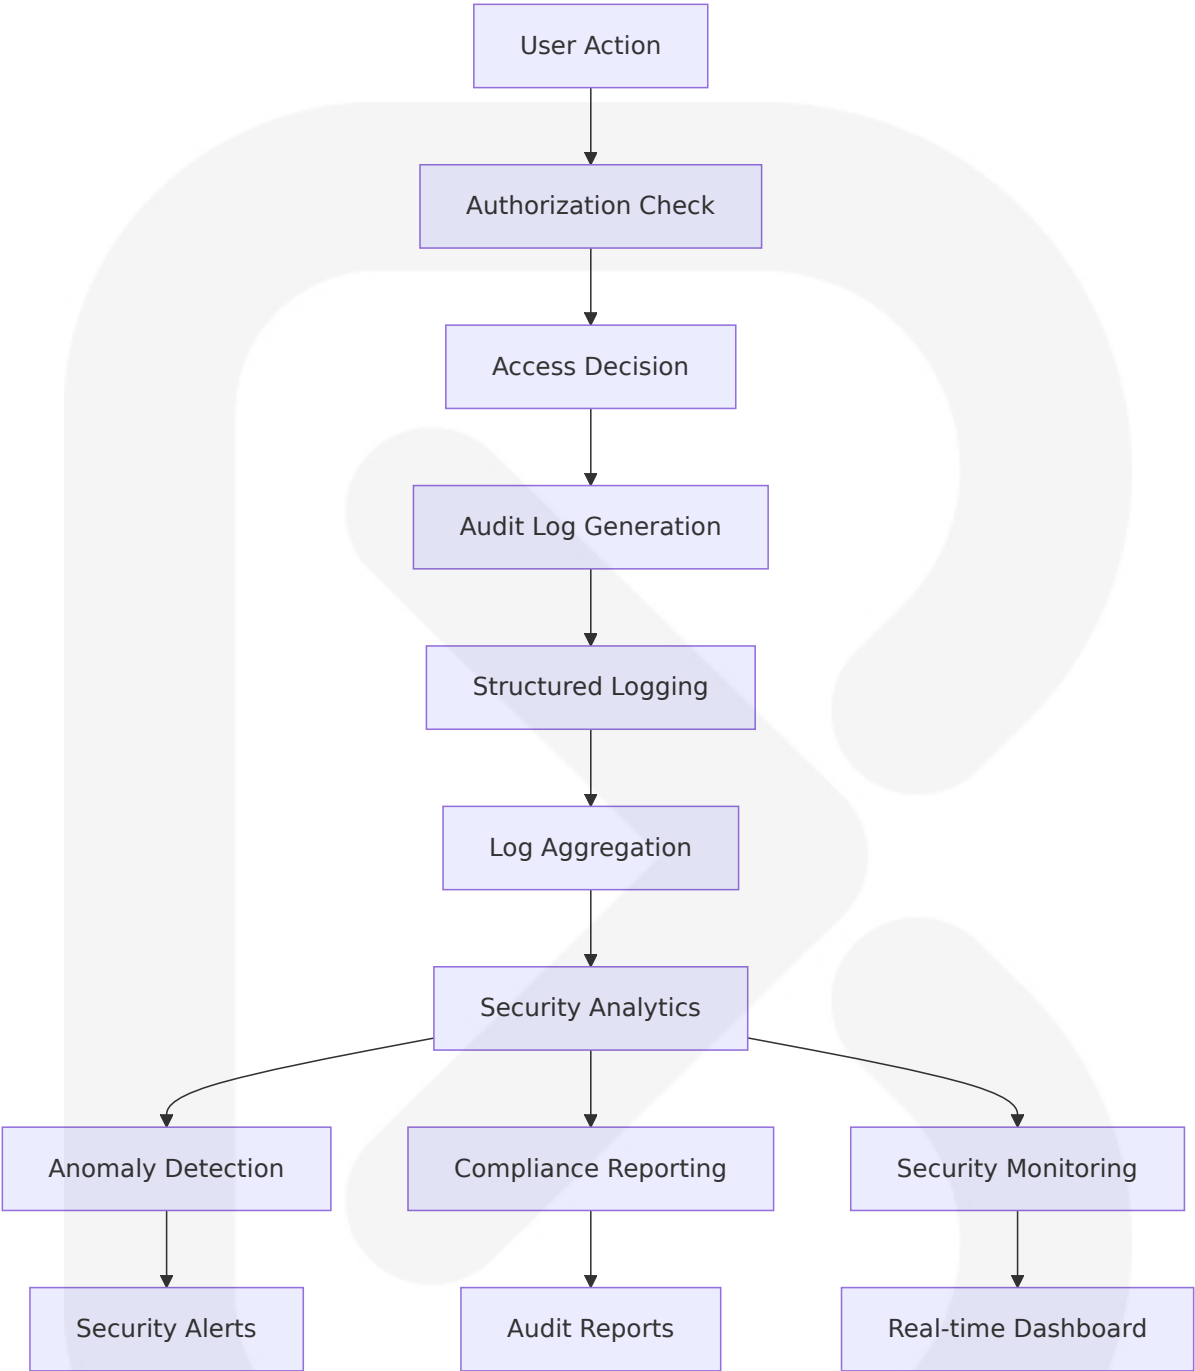 User Action
Authorization Check
Access Decision
Audit Log Generation
Structured Logging
Log Aggregation
Security Analytics
Anomaly Detection
Compliance Reporting
Security Monitoring
Security Alerts
Audit Reports
Real-time Dashboard